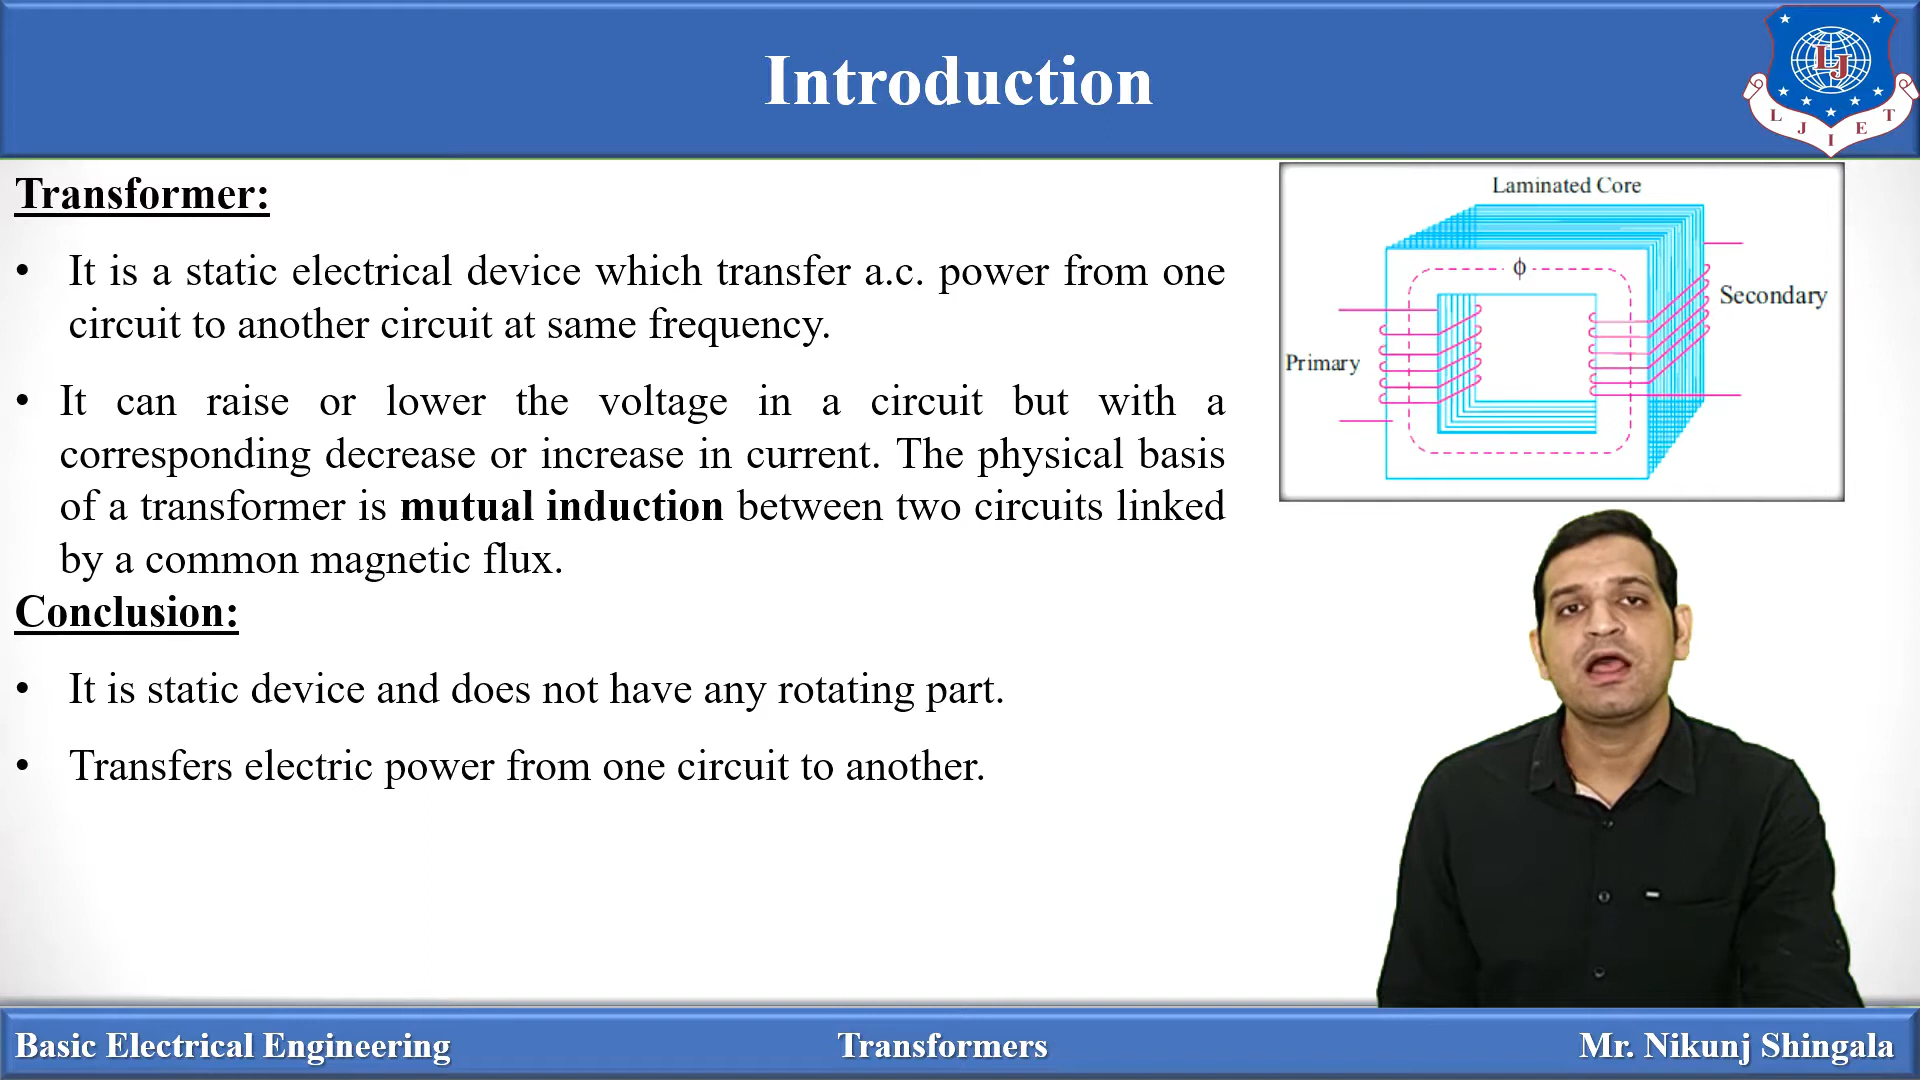 Introduction
LJ
L J I E T
Transformer:
• It is a static electrical device which transfer a.c. power from one
circuit to another circuit at same frequency.
• It can raise or lower the voltage in a circuit but with a
corresponding decrease or increase in current. The physical basis
of a transformer is mutual induction between two circuits linked
by a common magnetic flux.
Conclusion:
• It is static device and does not have any rotating part.
• Transfers electric power from one circuit to another.
Laminated Core
ϕ
Secondary
Primary
Basic Electrical Engineering
Transformers
Mr. Nikunj Shingala